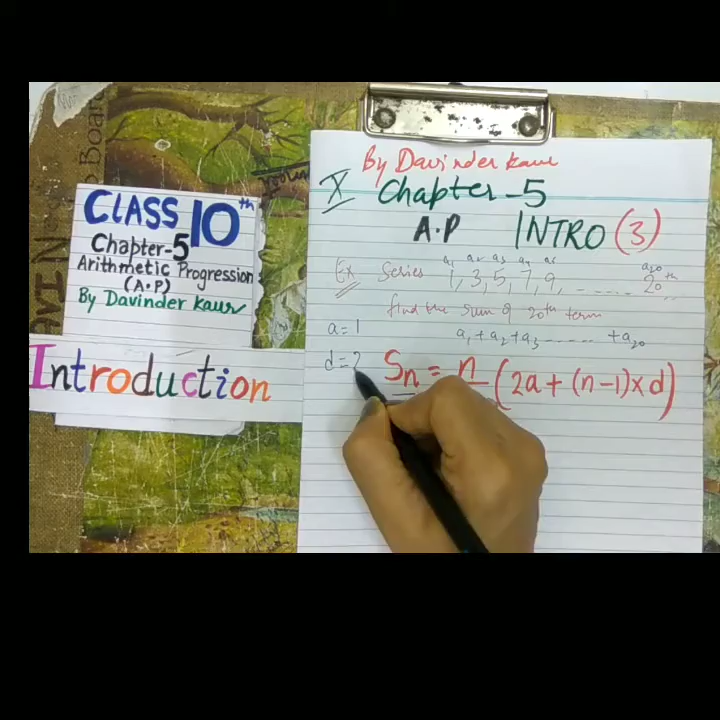 CLASS 10th
Chapter-5
Arithmetic Progression
(A.P)
By Davinder Kaur
Introduction
By Davinder Kaur
X Chapter-5
A.P INTRO (3)
a1 a2 a3 a4 a5 a20
Ex Series 1, 3, 5, 7, 9, ........ 20th
find the sum of 20th term
a1+a2+a3 ........ +a20
a=1
d=2
Sn = n (2a + (n-1)×d)